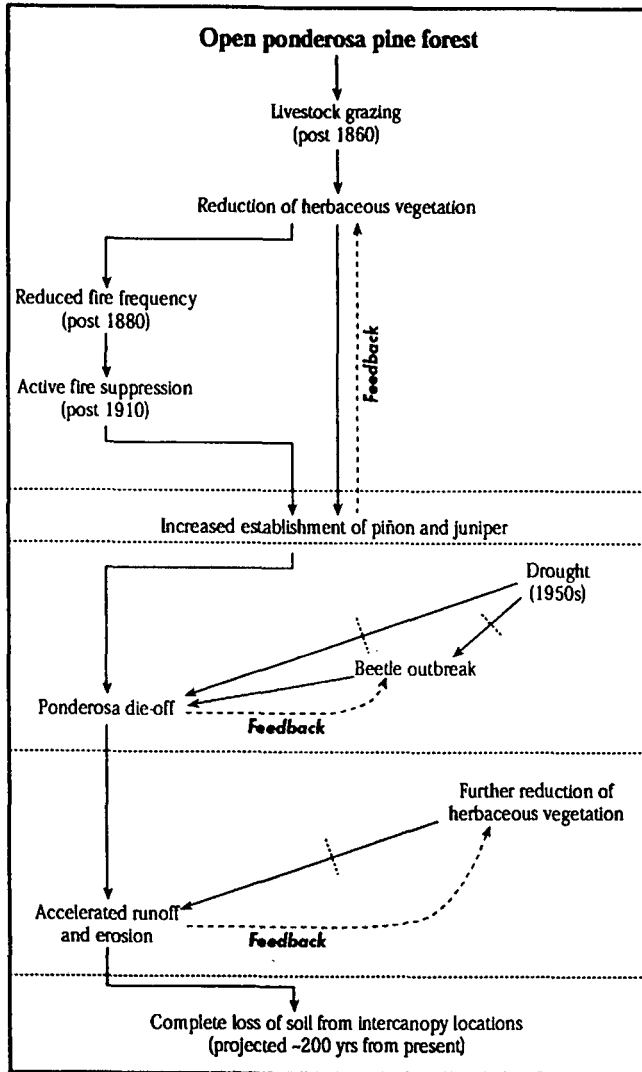 Open ponderosa pine forest
Livestock grazing
(post 1860)
Reduction of herbaceous vegetation
Reduced fire frequency
(post 1880)
Feedback
Active fire suppression
(post 1910)
Increased establishment of piñon and juniper
Drought
(1950s)
Beetle outbreak
Ponderosa die-off
Feedback
Further reduction of
herbaceous vegetation
Accelerated runoff
and erosion
Feedback
Complete loss of soil from intercanopy locations
(projected ~200 yrs from present)